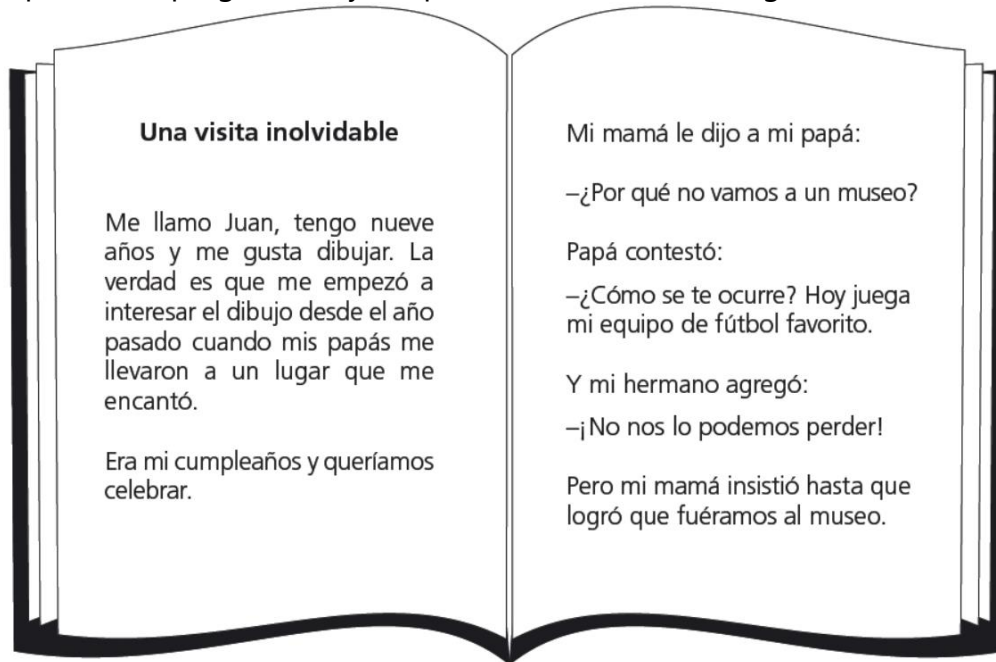 Una visita inolvidable
Me llamo Juan, tengo nueve
años y me gusta dibujar. La
verdad es que me empezó a
interesar el dibujo desde el año
pasado cuando mis papás me
llevaron a un lugar que me
encantó.
Era mi cumpleaños y queríamos
celebrar.
Mi mamá le dijo a mi papá:
–¿Por qué no vamos a un museo?
Papá contestó:
–¿Cómo se te ocurre? Hoy juega
mi equipo de fútbol favorito.
Y mi hermano agregó:
–¡No nos lo podemos perder!
Pero mi mamá insistió hasta que
logró que fuéramos al museo.